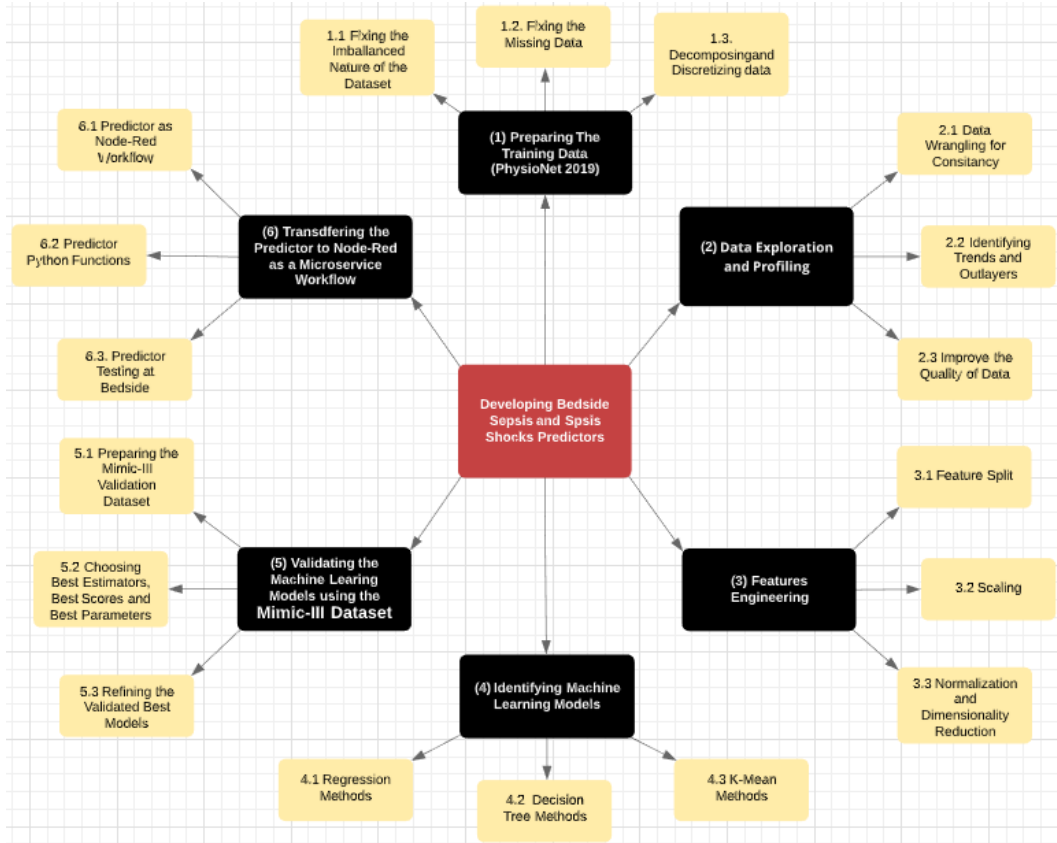 1.1 Fixing the
Imballanced
Nature of the
Dataset
1.2. Fixing the
Missing Data
1.3.
Decomposingand
Discretizing data
(1) Preparing The
Training Data
(PhysioNet 2019)
2.1 Data
Wrangling for
Consitancy
(2) Data Exploration
and Profiling
2.2 Identifying
Trends and
Outlayers
2.3 Improve the
Quality of Data
6.1 Predictor as
Node-Red
Workflow
(6) Transdfering the
Predictor to Node-Red
as a Microservice
Workflow
6.2 Predictor
Python Functions
6.3. Predictor
Testing at
Bedside
Developing Bedside
Sepsis and Spsis
Shocks Predictors
3.1 Feature Split
(3) Features
Engineering
3.2 Scaling
3.3 Normalization
and
Dimensionality
Reduction
5.1 Preparing the
Mimic-III
Validation
Dataset
(5) Validating the
Machine Learing
Models using the
Mimic-III Dataset
5.2 Choosing
Best Estimators,
Best Scores and
Best Parameters
5.3 Refining the
Validated Best
Models
(4) Identifying Machine
Learning Models
4.1 Regression
Methods
4.2 Decision
Tree Methods
4.3 K-Mean
Methods